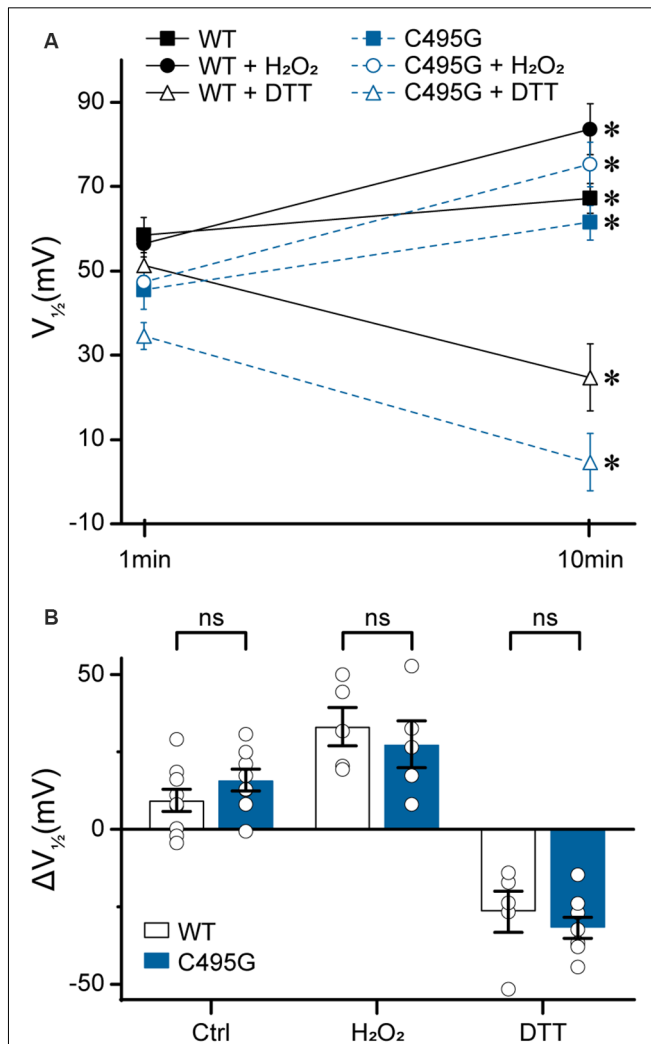 A
WT C495G
WT + H₂O₂ C495G + H₂O₂
WT + DTT C495G + DTT
90
70
50
30
10
-10
V½(mV)
*
*
*
*
*
*
1min 10min
B
ns ns ns
50
0
-50
ΔV½(mV)
WT
C495G
Ctrl H₂O₂ DTT